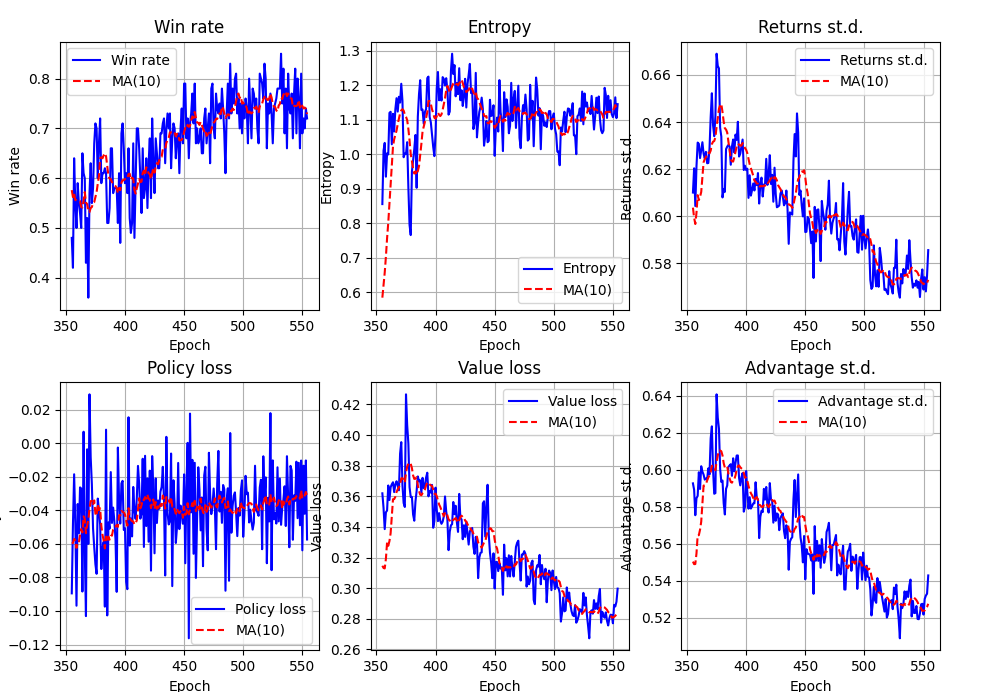 Win rate
Win rate
MA(10)
0.8
0.7
0.6
0.5
0.4
350
400
450
500
550
Win rate
Epoch
Entropy
Entropy
MA(10)
1.3
1.2
1.1
1.0
0.9
0.8
0.7
0.6
350
400
450
500
550
Entropy
Epoch
Returns st.d.
Returns st.d.
MA(10)
0.66
0.64
0.62
0.60
0.58
350
400
450
500
550
Returns st.d.
Epoch
Policy loss
Policy loss
MA(10)
0.02
0.00
−0.02
−0.04
−0.06
−0.08
−0.10
−0.12
350
400
450
500
550
Epoch
Value loss
Value loss
MA(10)
0.42
0.40
0.38
0.36
0.34
0.32
0.30
0.28
0.26
350
400
450
500
550
Value loss
Epoch
Advantage st.d.
Advantage st.d.
MA(10)
0.64
0.62
0.60
0.58
0.56
0.54
0.52
350
400
450
500
550
Advantage st.d.
Epoch